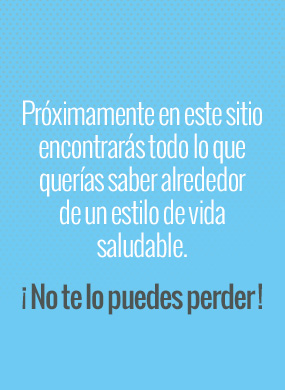 Próximamente en este sitio
encontrarás todo lo que
querías saber alrededor
de un estilo de vida
saludable.
¡No te lo puedes perder!